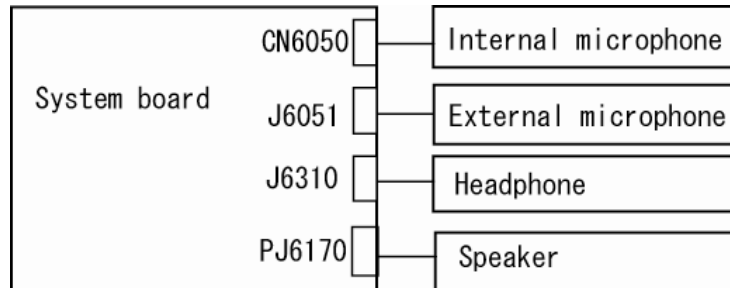 CN6050
Internal microphone
System board
J6051
External microphone
J6310
Headphone
PJ6170
Speaker